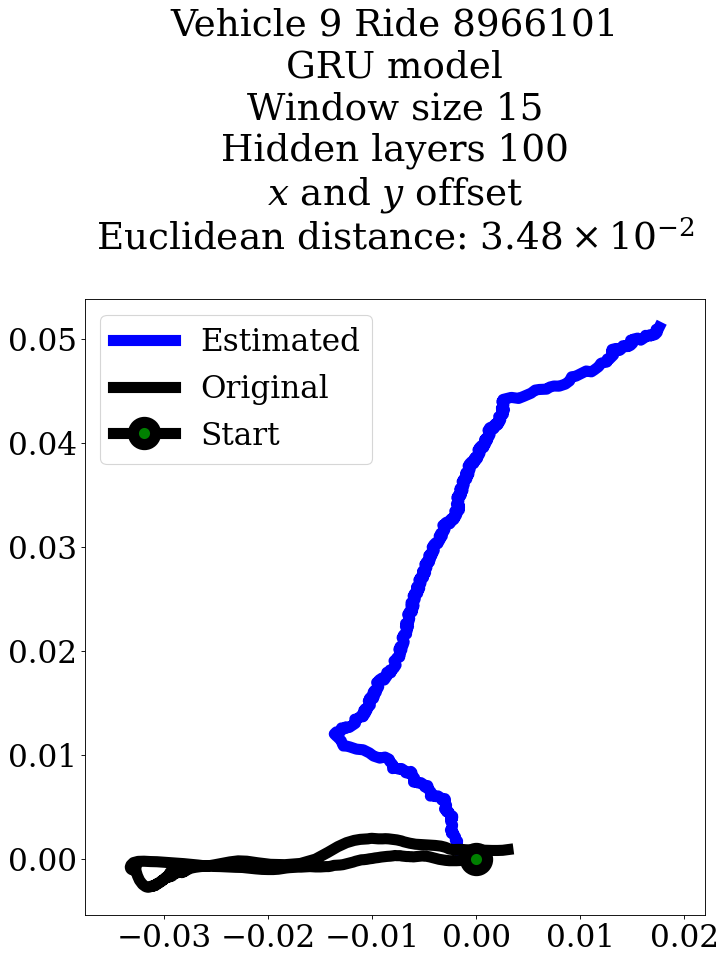 Vehicle 9 Ride 8966101
GRU model
Window size 15
Hidden layers 100
x and y offset
Euclidean distance: 3.48 × 10⁻²
Estimated
Original
Start
0.05
0.04
0.03
0.02
0.01
0.00
−0.03 −0.02 −0.01 0.00 0.01 0.02